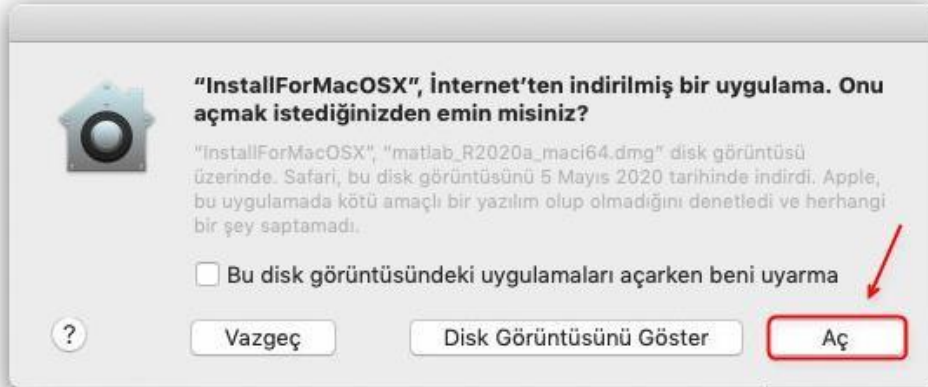 “InstallForMacOSX”, İnternet’ten indirilmiş bir uygulama. Onu
açmak istediğinizden emin misiniz?
“InstallForMacOSX”, “matlab_R2020a_maci64.dmg” disk görüntüsü
üzerinde. Safari, bu disk görüntüsünü 5 Mayıs 2020 tarihinde indirdi. Apple,
bu uygulamada kötü amaçlı bir yazılım olup olmadığını denetledi ve herhangi
bir şey saptamadı.
Bu disk görüntüsündeki uygulamaları açarken beni uyarma
? Vazgeç Disk Görüntüsünü Göster Aç